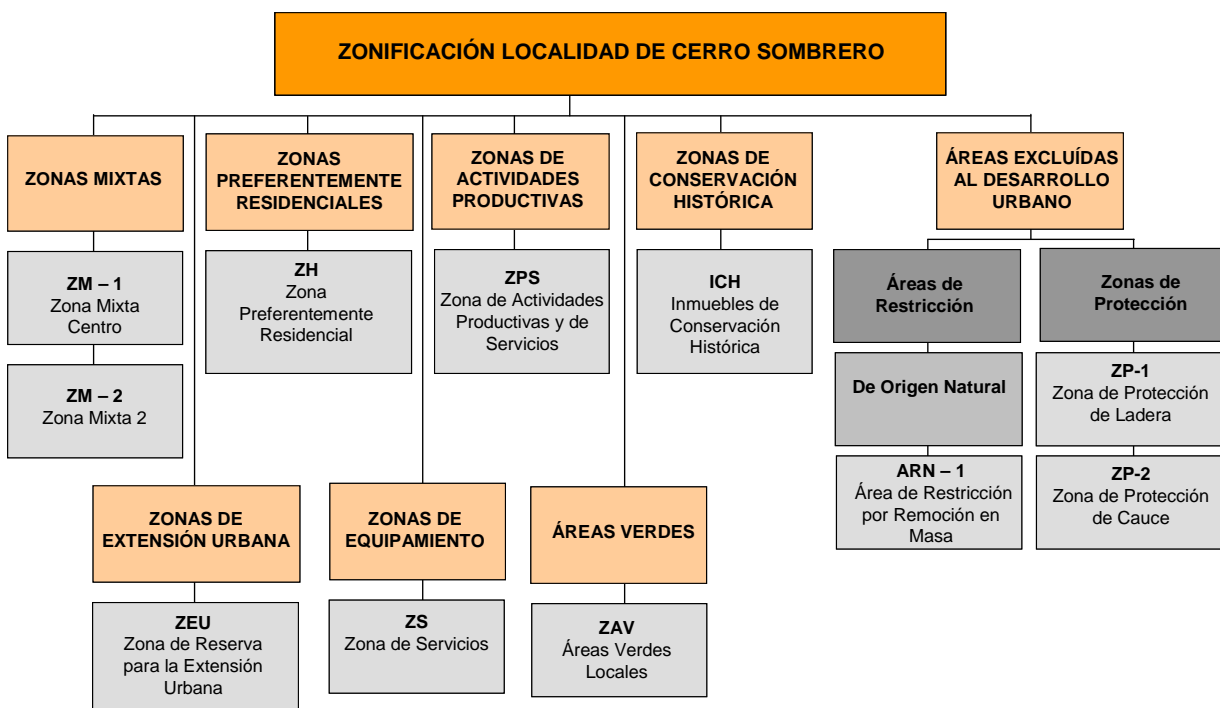 ZONIFICACIÓN LOCALIDAD DE CERRO SOMBRERO
ZONAS MIXTAS
ZM – 1
Zona Mixta
Centro
ZM – 2
Zona Mixta 2
ZONAS
PREFERENTEMENTE
RESIDENCIALES
ZH
Zona
Preferentemente
Residencial
ZONAS DE
ACTIVIDADES
PRODUCTIVAS
ZPS
Zona de Actividades
Productivas y de
Servicios
ZONAS DE
CONSERVACIÓN
HISTÓRICA
ICH
Inmuebles de
Conservación
Histórica
ÁREAS EXCLUÍDAS
AL DESARROLLO
URBANO
Áreas de
Restricción
De Origen Natural
ARN – 1
Área de Restricción
por Remoción en
Masa
Zonas de
Protección
ZP-1
Zona de Protección
de Ladera
ZP-2
Zona de Protección
de Cauce
ZONAS DE
EXTENSIÓN URBANA
ZEU
Zona de Reserva
para la Extensión
Urbana
ZONAS DE
EQUIPAMIENTO
ZS
Zona de Servicios
ÁREAS VERDES
ZAV
Áreas Verdes
Locales